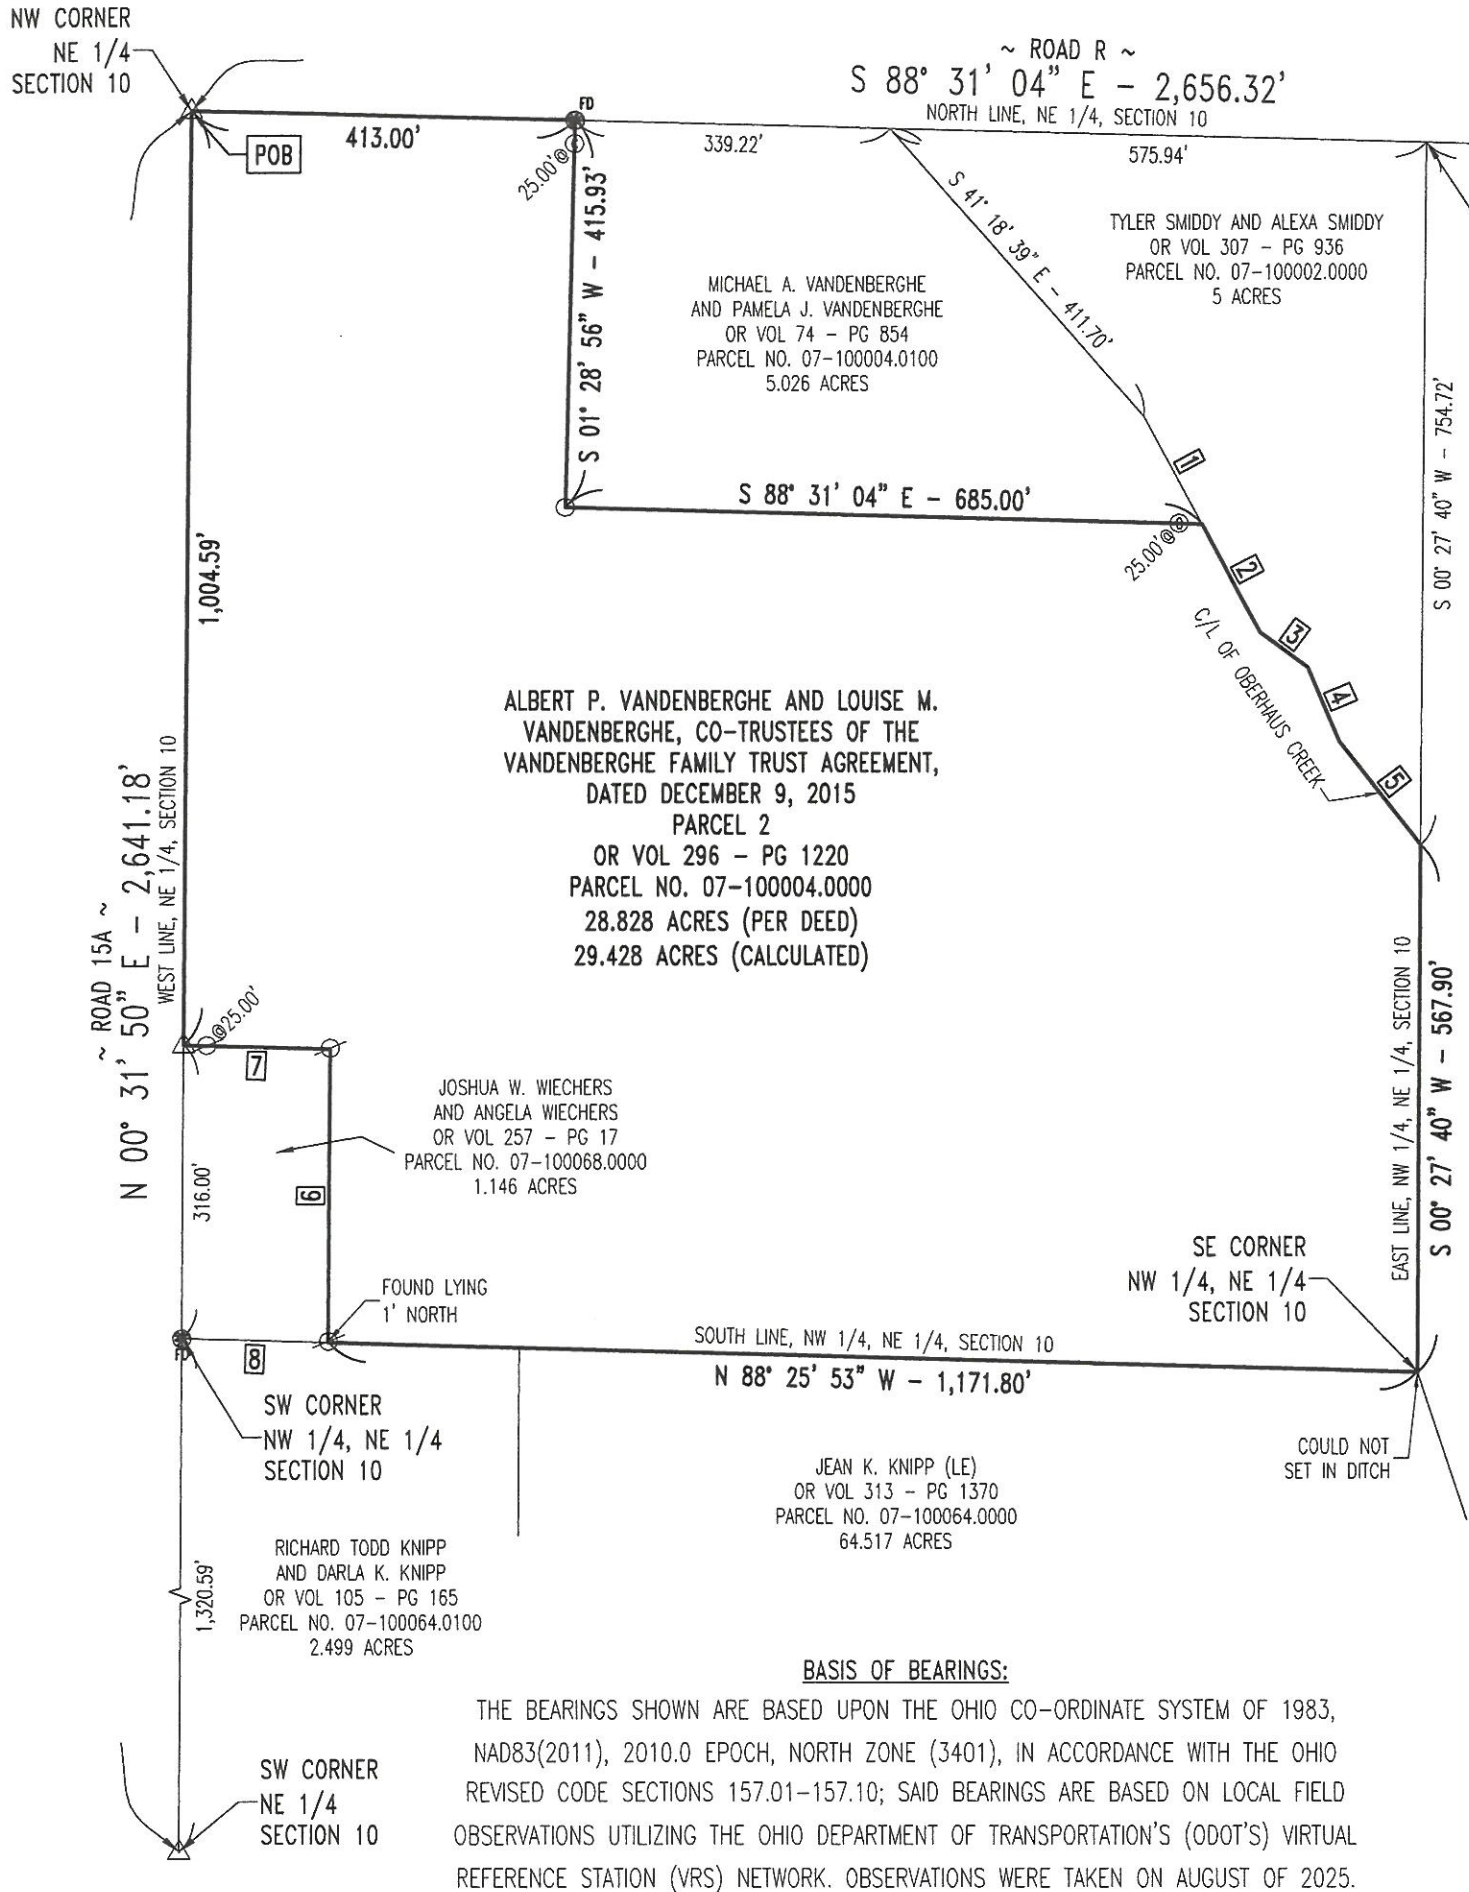 NW CORNER
NE 1/4
SECTION 10
~ ROAD R ~
S 88° 31' 04" E - 2,656.32'
NORTH LINE, NE 1/4, SECTION 10
POB
413.00'
FD
25.00'@
339.22'
575.94'
S 01° 28' 56" W - 415.93'
S 41° 18' 39" E - 411.70'
TYLER SMIDDY AND ALEXA SMIDDY
OR VOL 307 - PG 936
PARCEL NO. 07-100002.0000
5 ACRES
MICHAEL A. VANDENBERGHE
AND PAMELA J. VANDENBERGHE
OR VOL 74 - PG 854
PARCEL NO. 07-100004.0100
5.026 ACRES
S 00° 27' 40" W - 754.72'
1
S 88° 31' 04" E - 685.00'
25.00'@
2
3
4
5
C/L OF OBERHAUS CREEK
1,004.59'
ALBERT P. VANDENBERGHE AND LOUISE M.
VANDENBERGHE, CO-TRUSTEES OF THE
VANDENBERGHE FAMILY TRUST AGREEMENT,
DATED DECEMBER 9, 2015
PARCEL 2
OR VOL 296 - PG 1220
PARCEL NO. 07-100004.0000
28.828 ACRES (PER DEED)
29.428 ACRES (CALCULATED)
~ ROAD 15A ~
N 00° 31' 50" E - 2,641.18'
WEST LINE, NE 1/4, SECTION 10
@25.00'
7
JOSHUA W. WIECHERS
AND ANGELA WIECHERS
OR VOL 257 - PG 17
PARCEL NO. 07-100068.0000
1.146 ACRES
316.00'
6
EAST LINE, NW 1/4, NE 1/4, SECTION 10
S 00° 27' 40" W - 567.90'
FOUND LYING
1' NORTH
SE CORNER
NW 1/4, NE 1/4
SECTION 10
FD
8
SOUTH LINE, NW 1/4, NE 1/4, SECTION 10
N 88° 25' 53" W - 1,171.80'
SW CORNER
NW 1/4, NE 1/4
SECTION 10
COULD NOT
SET IN DITCH
JEAN K. KNIPP (LE)
OR VOL 313 - PG 1370
PARCEL NO. 07-100064.0000
64.517 ACRES
RICHARD TODD KNIPP
AND DARLA K. KNIPP
OR VOL 105 - PG 165
PARCEL NO. 07-100064.0100
2.499 ACRES
1,320.59'
SW CORNER
NE 1/4
SECTION 10
BASIS OF BEARINGS:
THE BEARINGS SHOWN ARE BASED UPON THE OHIO CO-ORDINATE SYSTEM OF 1983,
NAD83(2011), 2010.0 EPOCH, NORTH ZONE (3401), IN ACCORDANCE WITH THE OHIO
REVISED CODE SECTIONS 157.01-157.10; SAID BEARINGS ARE BASED ON LOCAL FIELD
OBSERVATIONS UTILIZING THE OHIO DEPARTMENT OF TRANSPORTATION'S (ODOT'S) VIRTUAL
REFERENCE STATION (VRS) NETWORK. OBSERVATIONS WERE TAKEN ON AUGUST OF 2025.